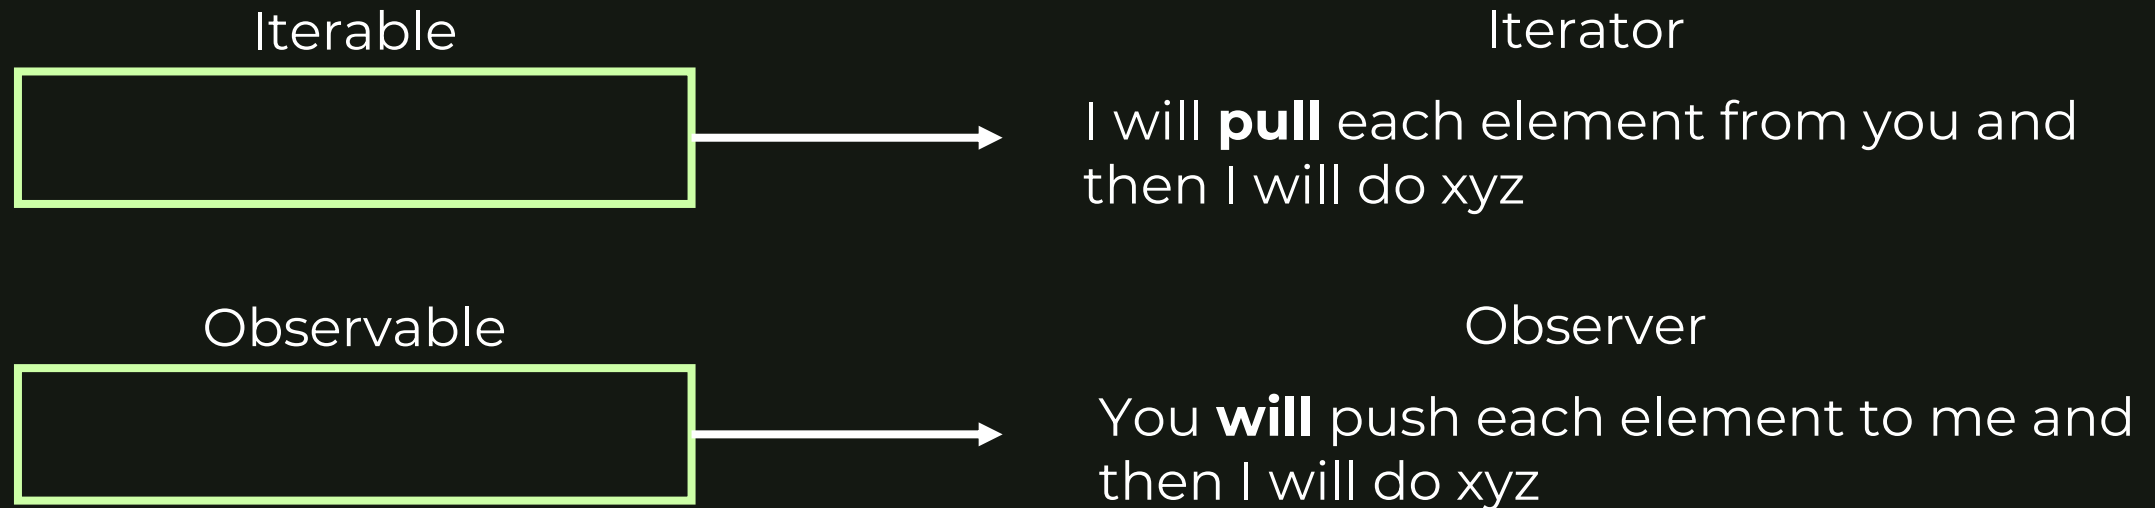 Iterable
Iterator
I will pull each element from you and
then I will do xyz
Observable
Observer
You will push each element to me and
then I will do xyz